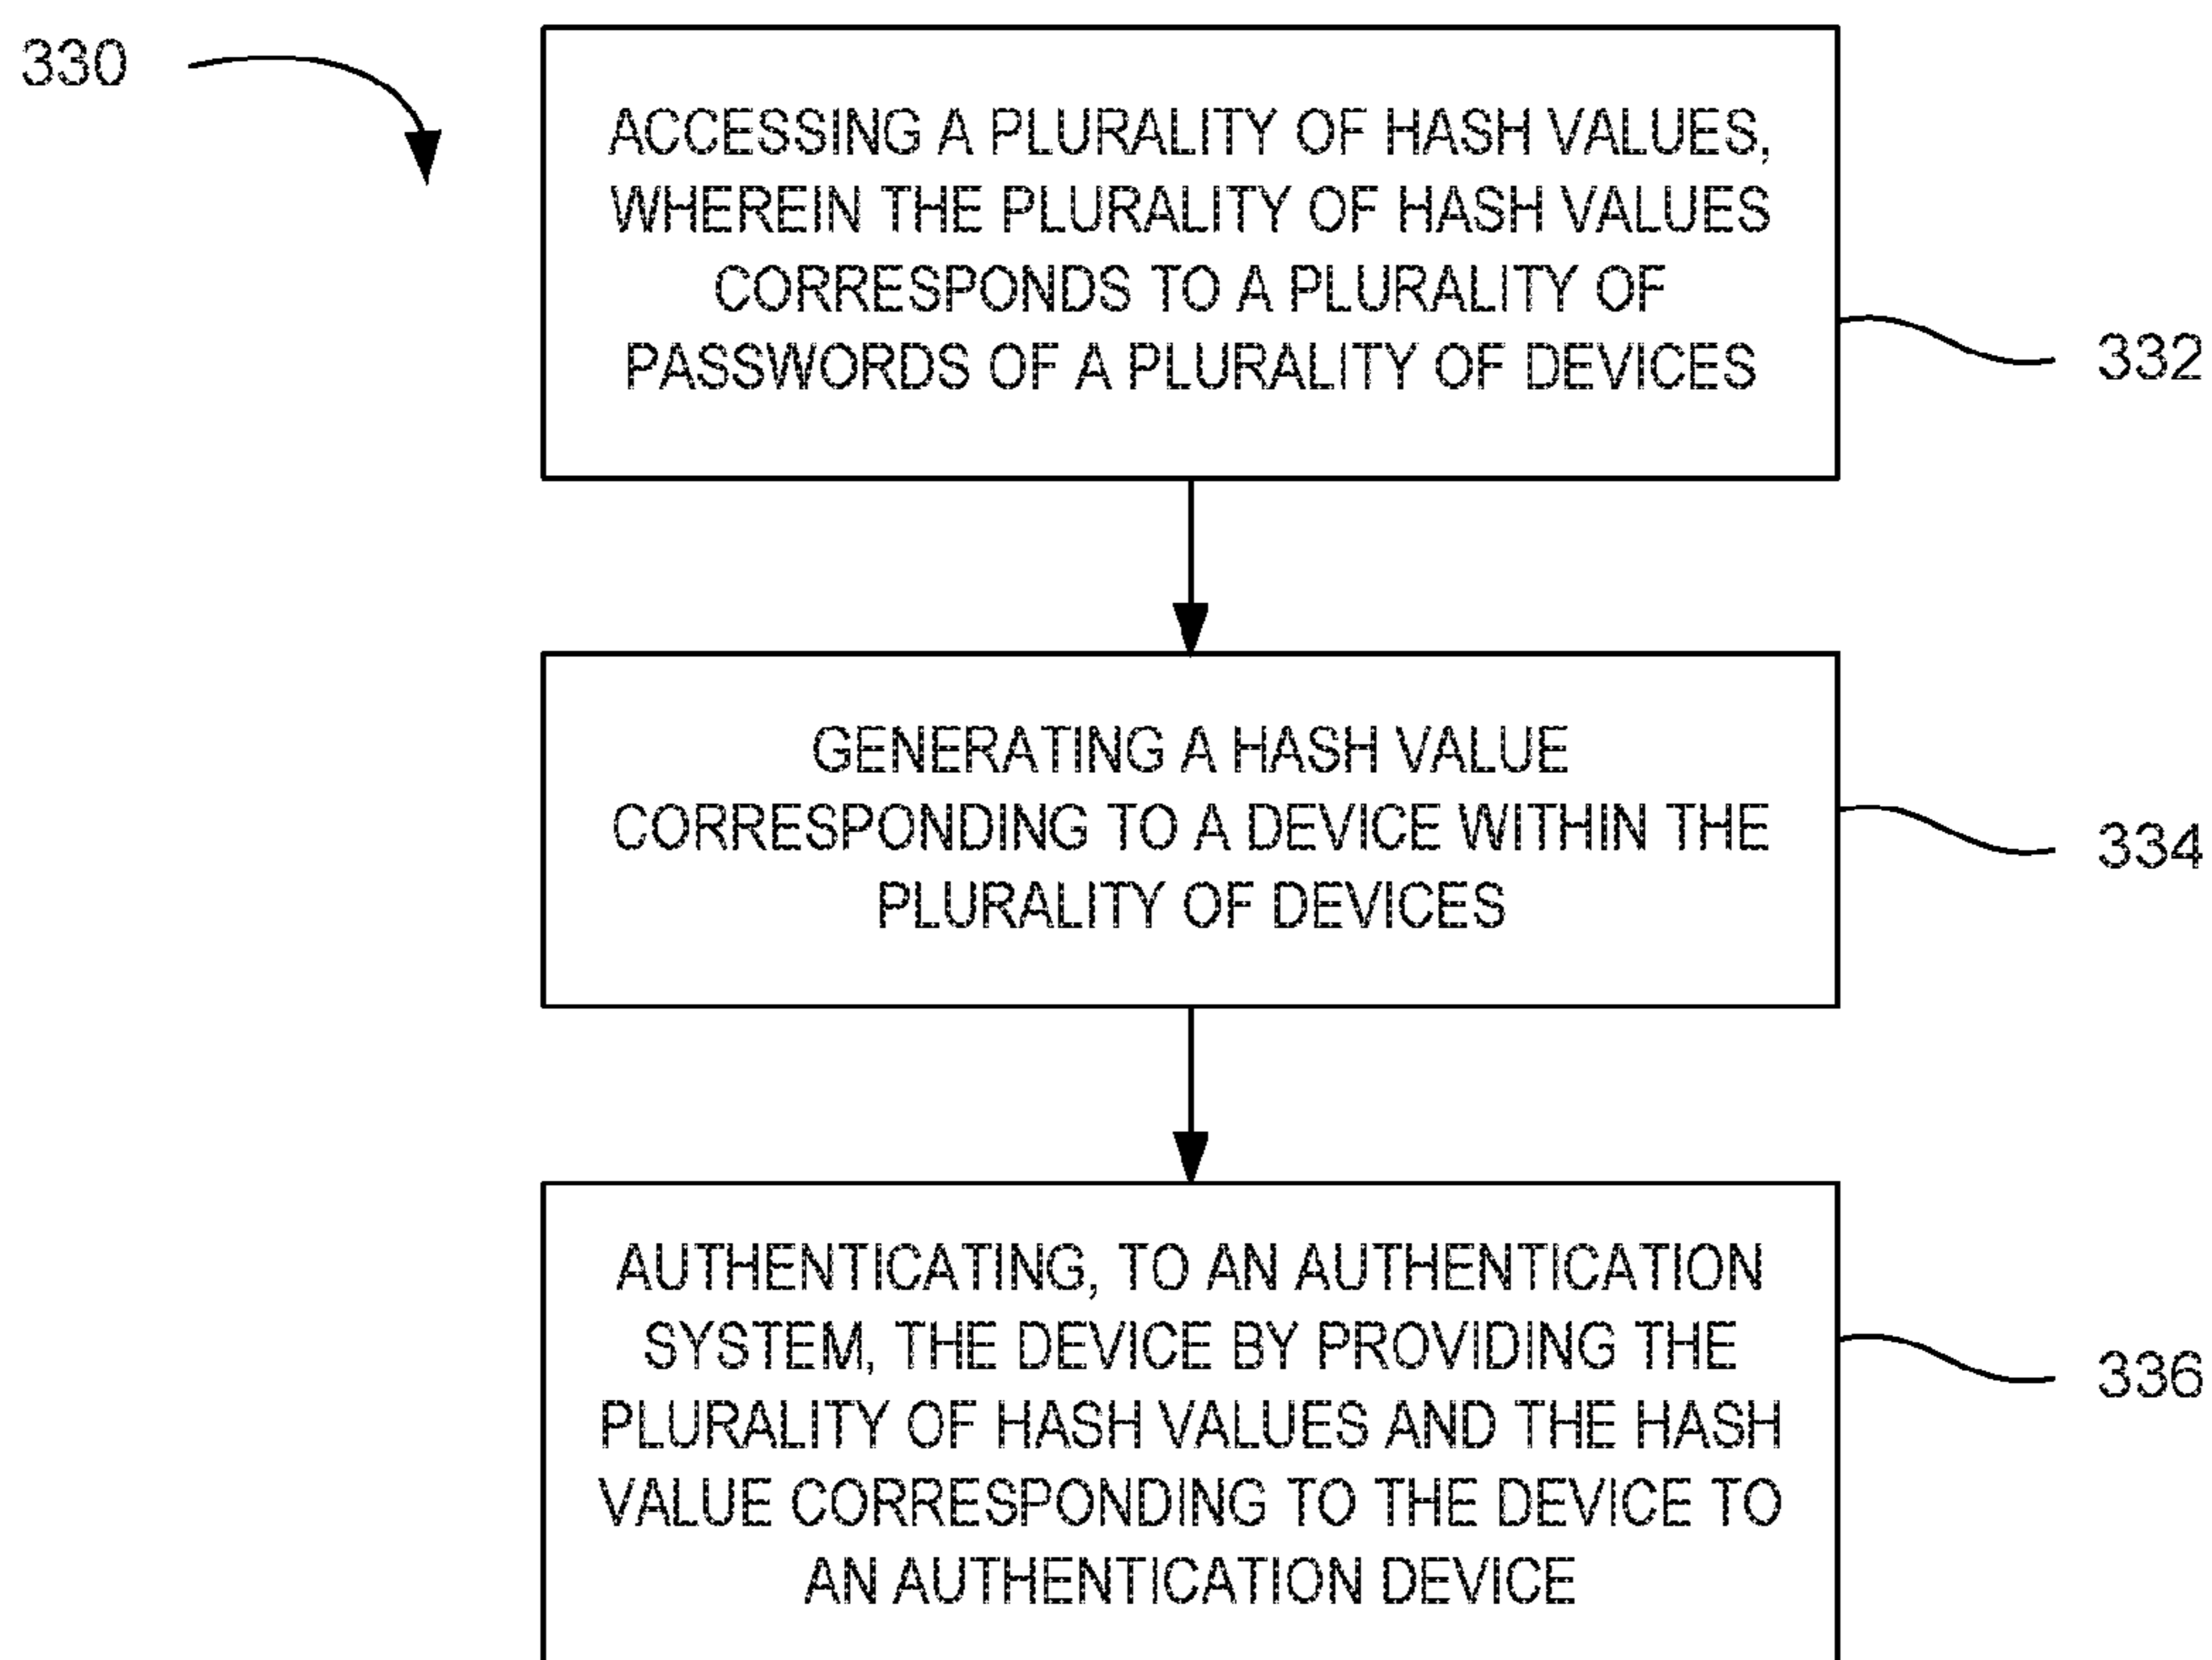 330
ACCESSING A PLURALITY OF HASH VALUES,
WHEREIN THE PLURALITY OF HASH VALUES
CORRESPONDS TO A PLURALITY OF
PASSWORDS OF A PLURALITY OF DEVICES
332
GENERATING A HASH VALUE
CORRESPONDING TO A DEVICE WITHIN THE
PLURALITY OF DEVICES
334
AUTHENTICATING, TO AN AUTHENTICATION
SYSTEM, THE DEVICE BY PROVIDING THE
PLURALITY OF HASH VALUES AND THE HASH
VALUE CORRESPONDING TO THE DEVICE TO
AN AUTHENTICATION DEVICE
336